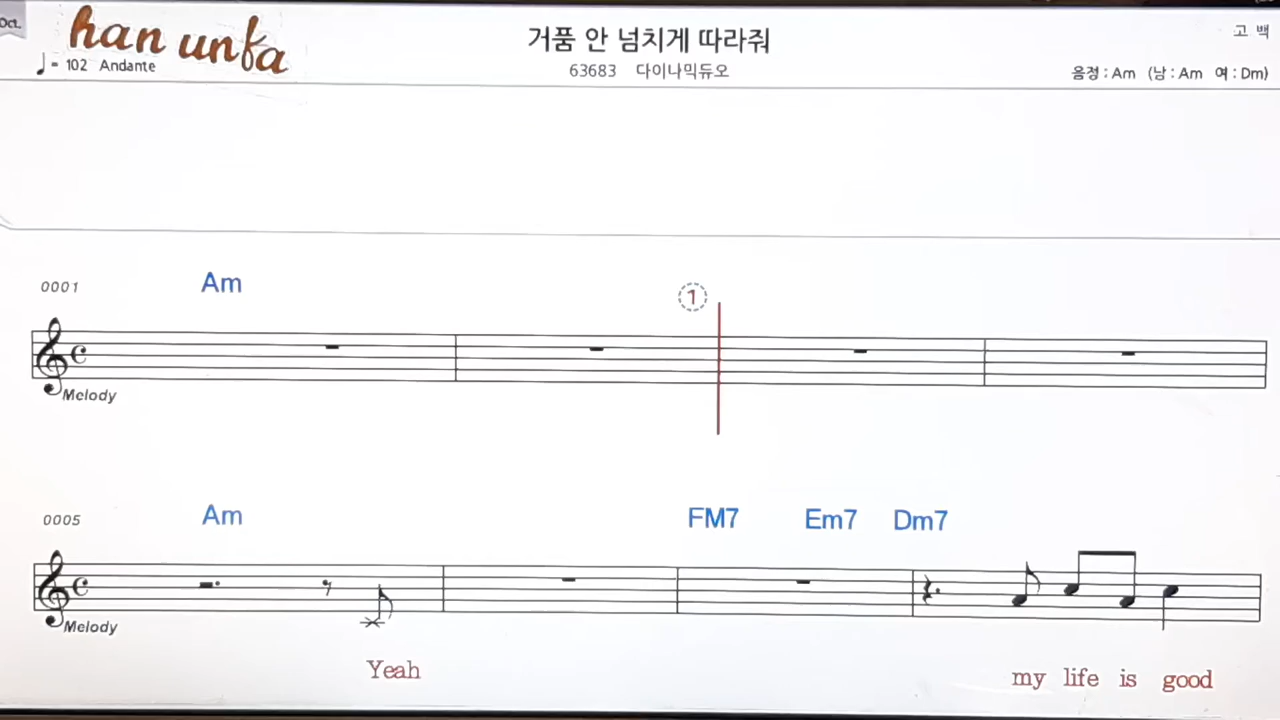 Oct.
han unfa
거품 안 넘치게 따라줘
고 백
♩ = 102 Andante
63683 다이나믹듀오
음정 : Am (남 : Am 여 : Dm)
0001 Am
1
Melody
0005 Am FM7 Em7 Dm7
Melody
Yeah my life is good